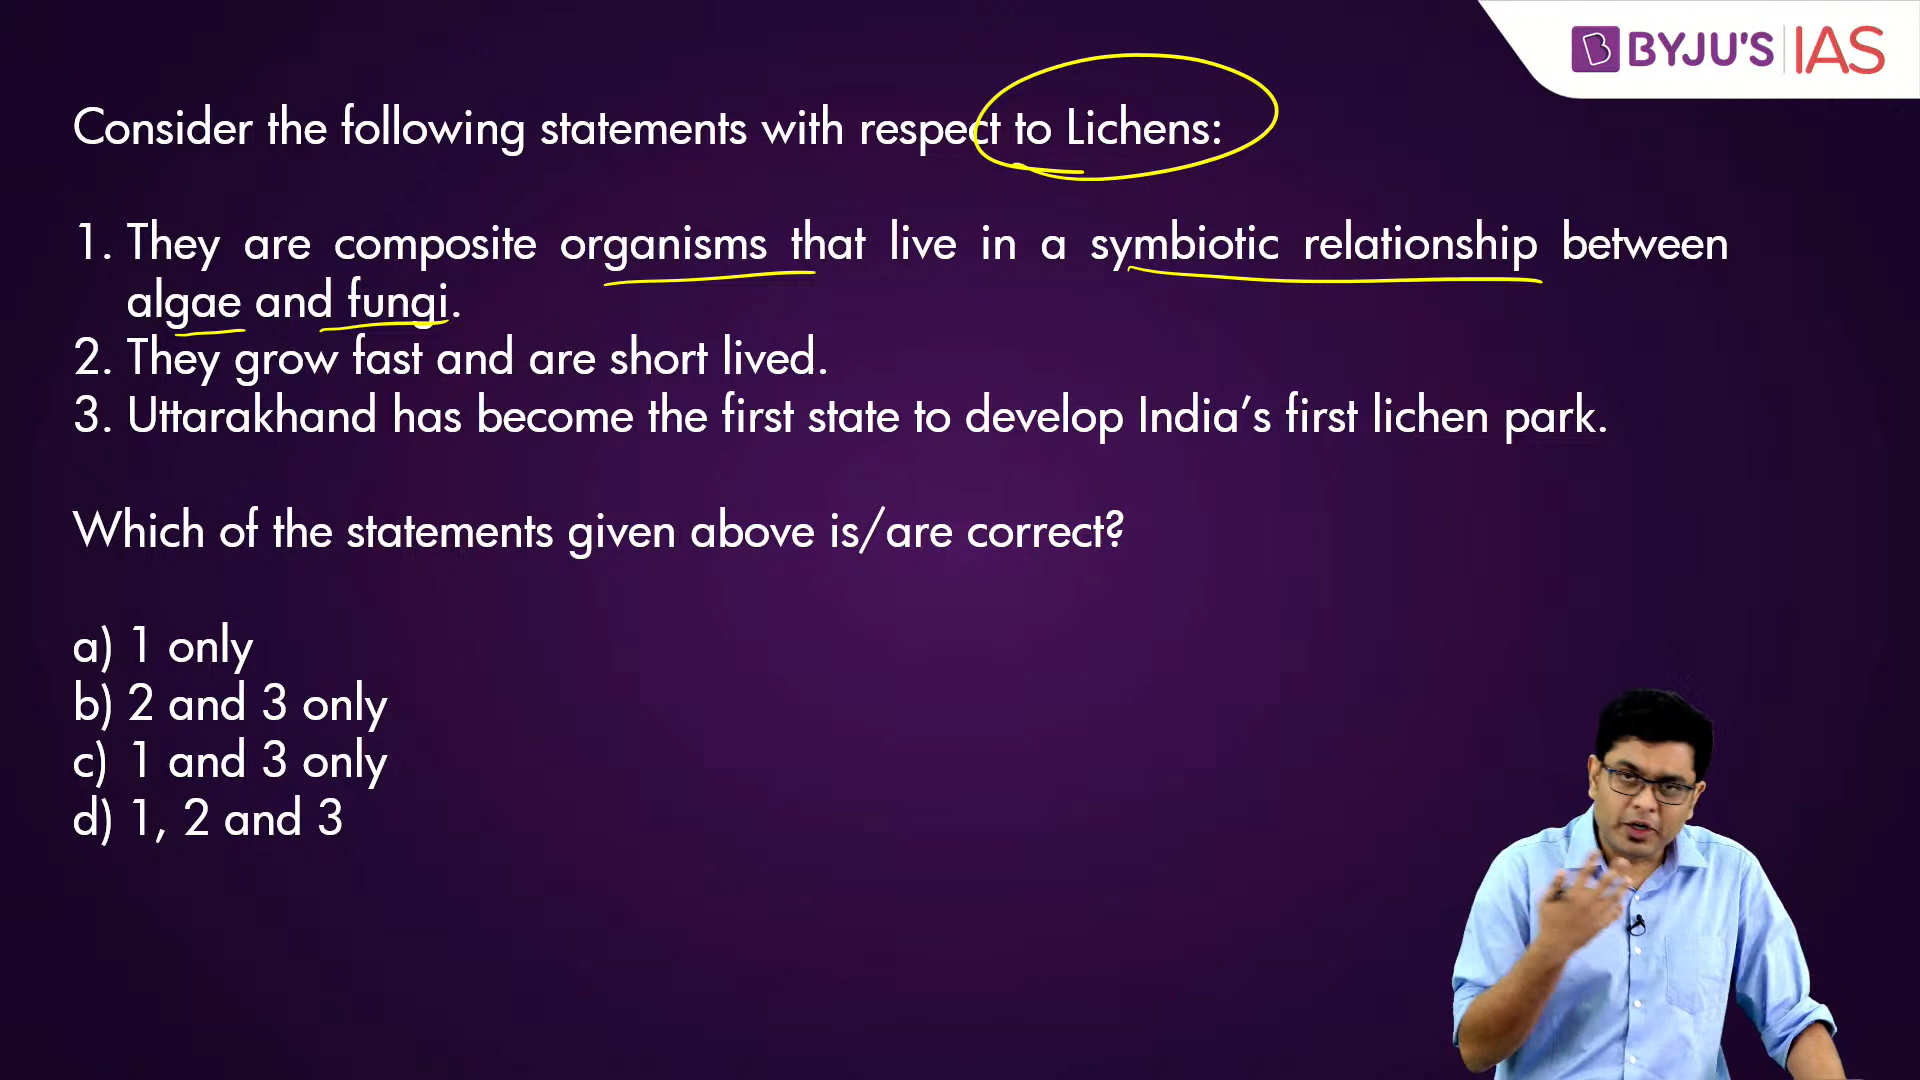 BYJU'S IAS
Consider the following statements with respect to Lichens:
1. They are composite organisms that live in a symbiotic relationship between
algae and fungi.
2. They grow fast and are short lived.
3. Uttarakhand has become the first state to develop India’s first lichen park.
Which of the statements given above is/are correct?
a) 1 only
b) 2 and 3 only
c) 1 and 3 only
d) 1, 2 and 3